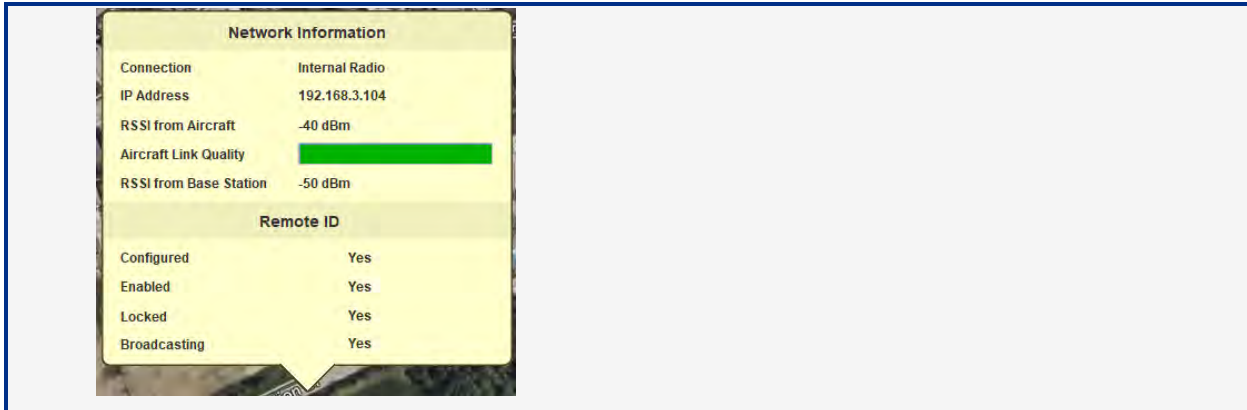 Network Information
Connection Internal Radio
IP Address 192.168.3.104
RSSI from Aircraft -40 dBm
Aircraft Link Quality
RSSI from Base Station -50 dBm
Remote ID
Configured Yes
Enabled Yes
Locked Yes
Broadcasting Yes